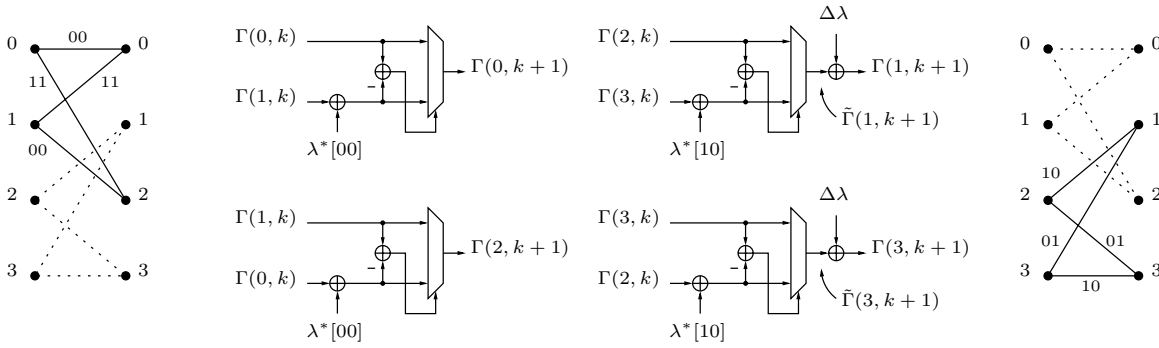 0
00
0
11
11
1
1
00
2
2
3
3
Γ(0, k)
Γ(1, k)
-
λ*[00]
Γ(0, k + 1)
Γ(1, k)
Γ(0, k)
-
λ*[00]
Γ(2, k + 1)
Δλ
Γ(2, k)
Γ(3, k)
-
λ*[10]
Γ(1, k + 1)
Γ̃(1, k + 1)
Δλ
Γ(3, k)
Γ(2, k)
-
λ*[10]
Γ(3, k + 1)
Γ̃(3, k + 1)
0
0
1
1
10
2
2
01
01
3
3
10